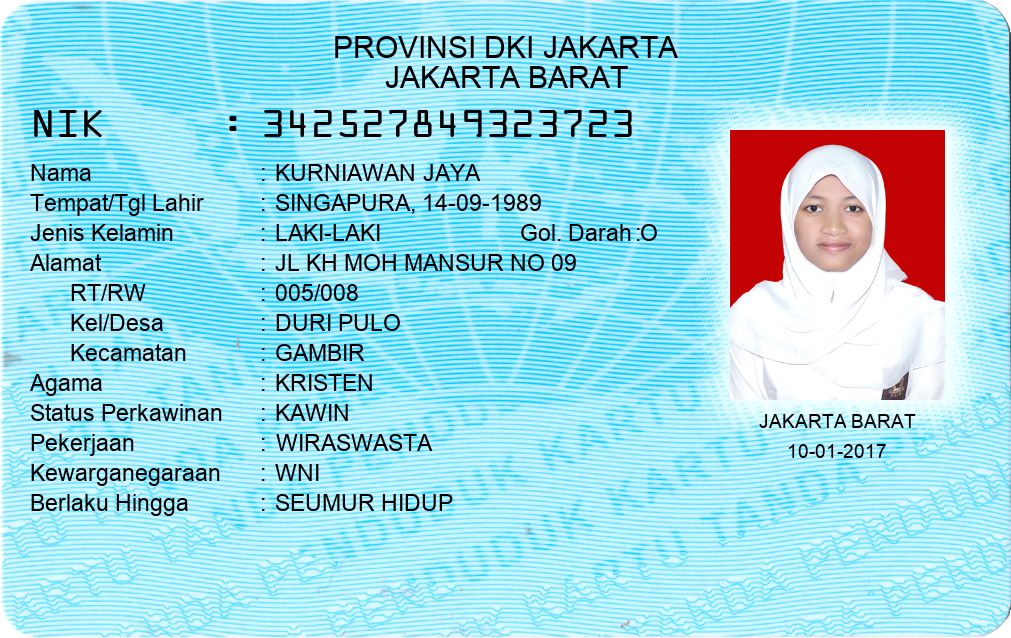 PROVINSI DKI JAKARTA
JAKARTA BARAT
NIK : 342527849323723
Nama : KURNIAWAN JAYA
Tempat/Tgl Lahir : SINGAPURA, 14-09-1989
Jenis Kelamin : LAKI-LAKI Gol. Darah :O
Alamat : JL KH MOH MANSUR NO 09
RT/RW : 005/008
Kel/Desa : DURI PULO
Kecamatan : GAMBIR
Agama : KRISTEN
Status Perkawinan : KAWIN
Pekerjaan : WIRASWASTA
Kewarganegaraan : WNI
Berlaku Hingga : SEUMUR HIDUP
JAKARTA BARAT
10-01-2017